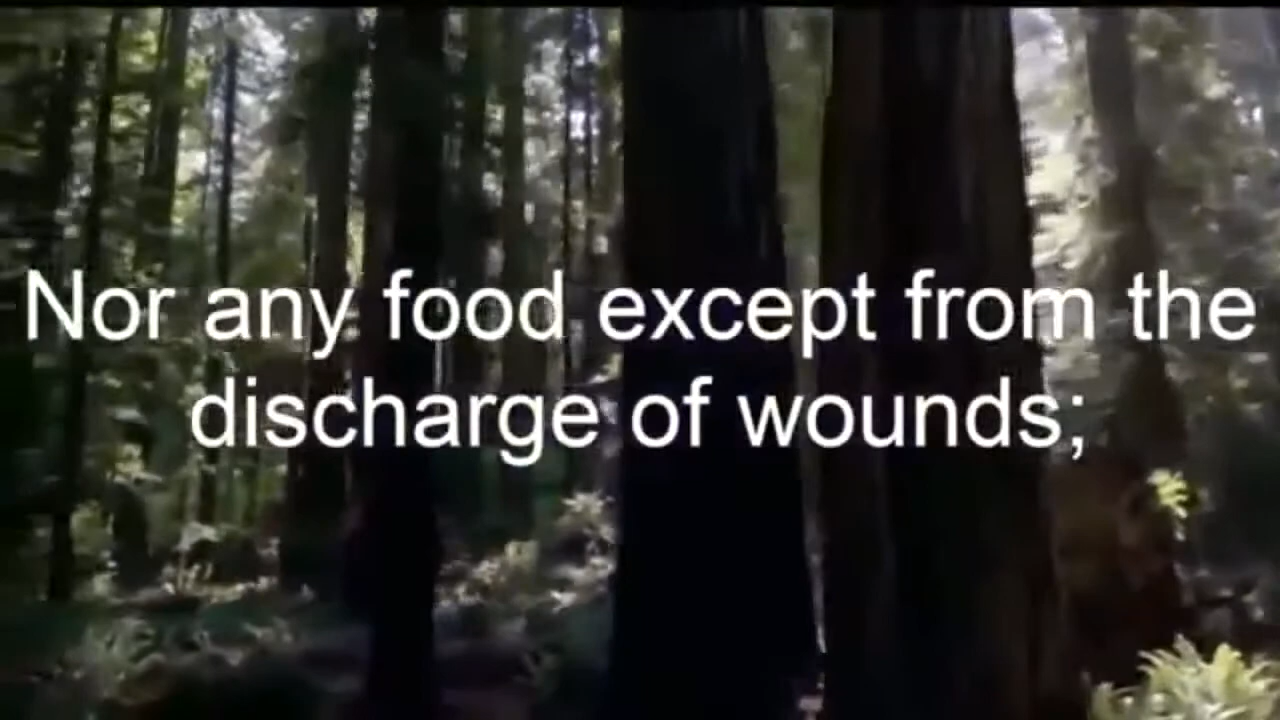 Nor any food except from the
discharge of wounds;